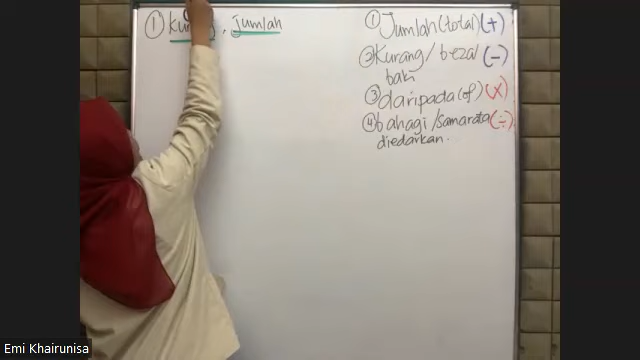 ① Kurang, Jumlah
① Jumlah (total) (+)
② Kurang / beza/ (-)
baki
③ daripada (of) (x)
④ bahagi /samarata (÷)
diedarkan.
Emi Khairunisa